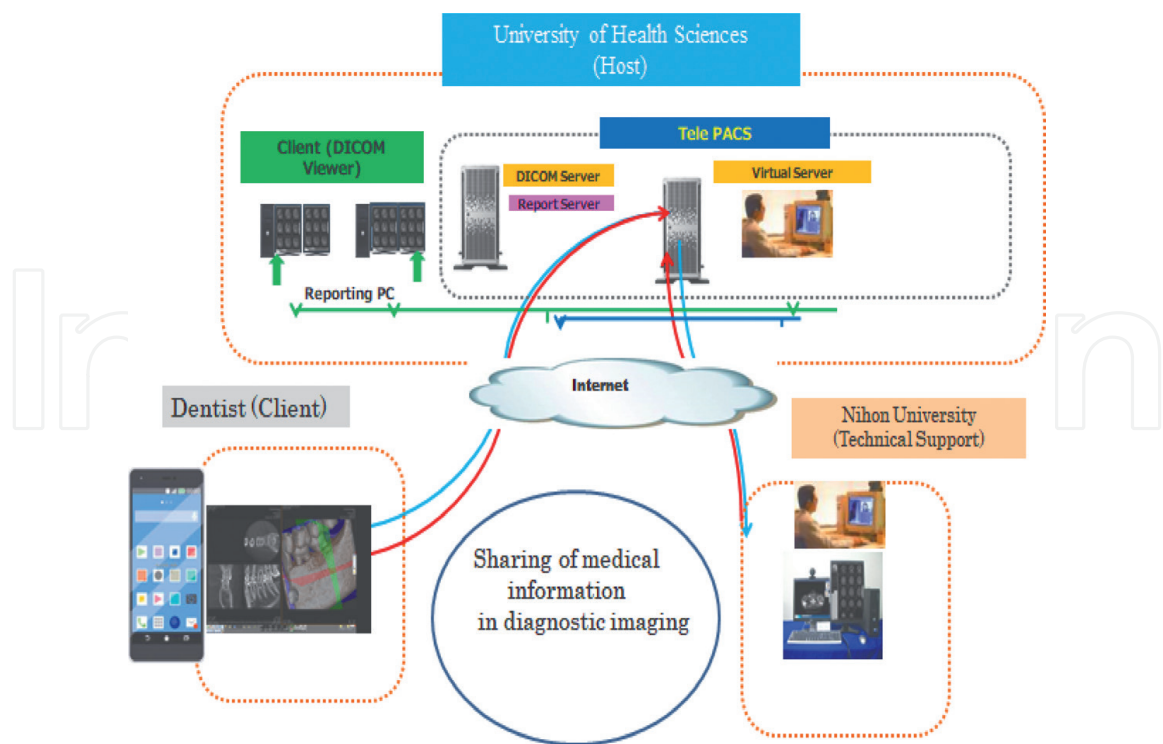 University of Health Sciences
(Host)
Tele PACS
Client (DICOM
Viewer)
DICOM Server
Report Server
Virtual Server
Reporting PC
Internet
Dentist (Client)
Nihon University
(Technical Support)
Sharing of medical
information
in diagnostic imaging